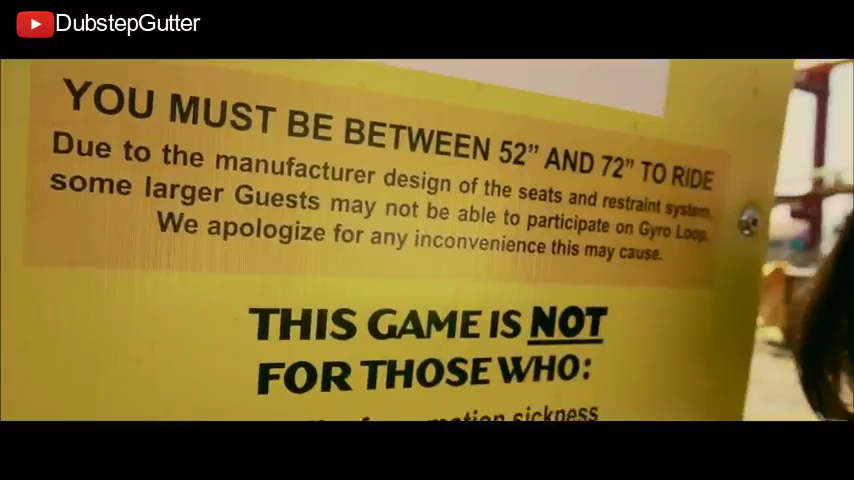 DubstepGutter
YOU MUST BE BETWEEN 52” AND 72” TO RIDE
Due to the manufacturer design of the seats and restraint system,
some larger Guests may not be able to participate on Gyro Loop.
We apologize for any inconvenience this may cause.
THIS GAME IS NOT
FOR THOSE WHO:
motion sickness